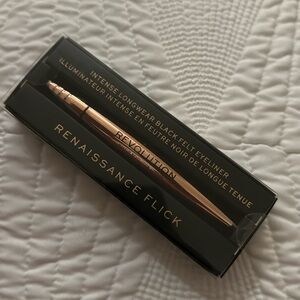 INTENSE LONGWEAR BLACK FELT EYELINER
ILLUMINATEUR INTENSE EN FEUTRE NOIR DE LONGUE TENUE
REVOLUTION
RENAISSANCE FLICK